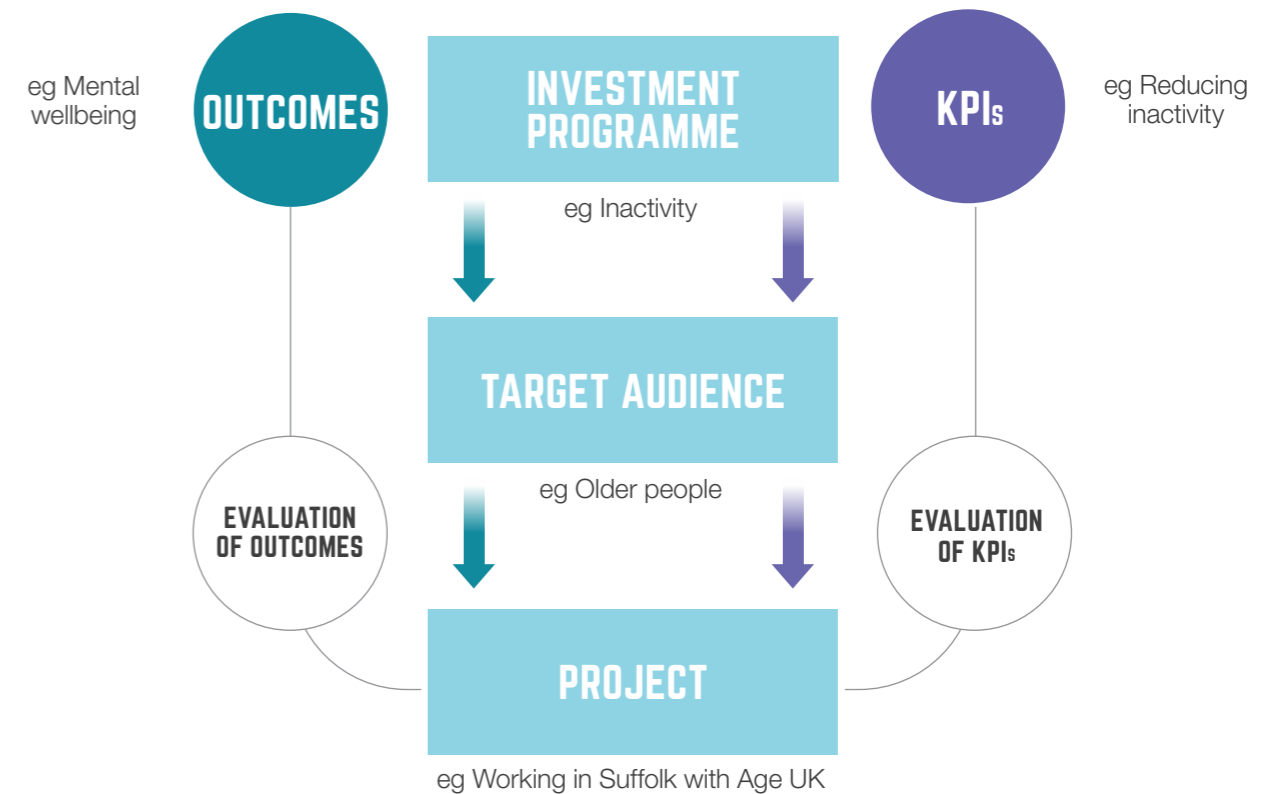 eg Mental
wellbeing
OUTCOMES
INVESTMENT
PROGRAMME
KPIs
eg Reducing
inactivity
eg Inactivity
TARGET AUDIENCE
eg Older people
EVALUATION
OF OUTCOMES
EVALUATION
OF KPIs
PROJECT
eg Working in Suffolk with Age UK